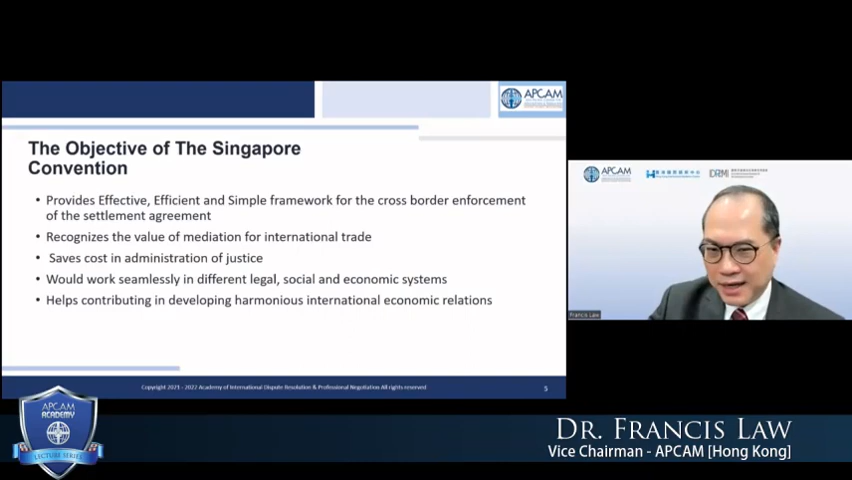 APCAM
The Objective of The Singapore
Convention
• Provides Effective, Efficient and Simple framework for the cross border enforcement
of the settlement agreement
• Recognizes the value of mediation for international trade
• Saves cost in administration of justice
• Would work seamlessly in different legal, social and economic systems
• Helps contributing in developing harmonious international economic relations
Copyright 2021 - 2022 Academy of International Dispute Resolution & Professional Negotiation All rights reserved
5
APCAM
IDRMI
Francis Law
APCAM
ACADEMY
LECTURE SERIES
Dr. Francis Law
Vice Chairman - APCAM [Hong Kong]